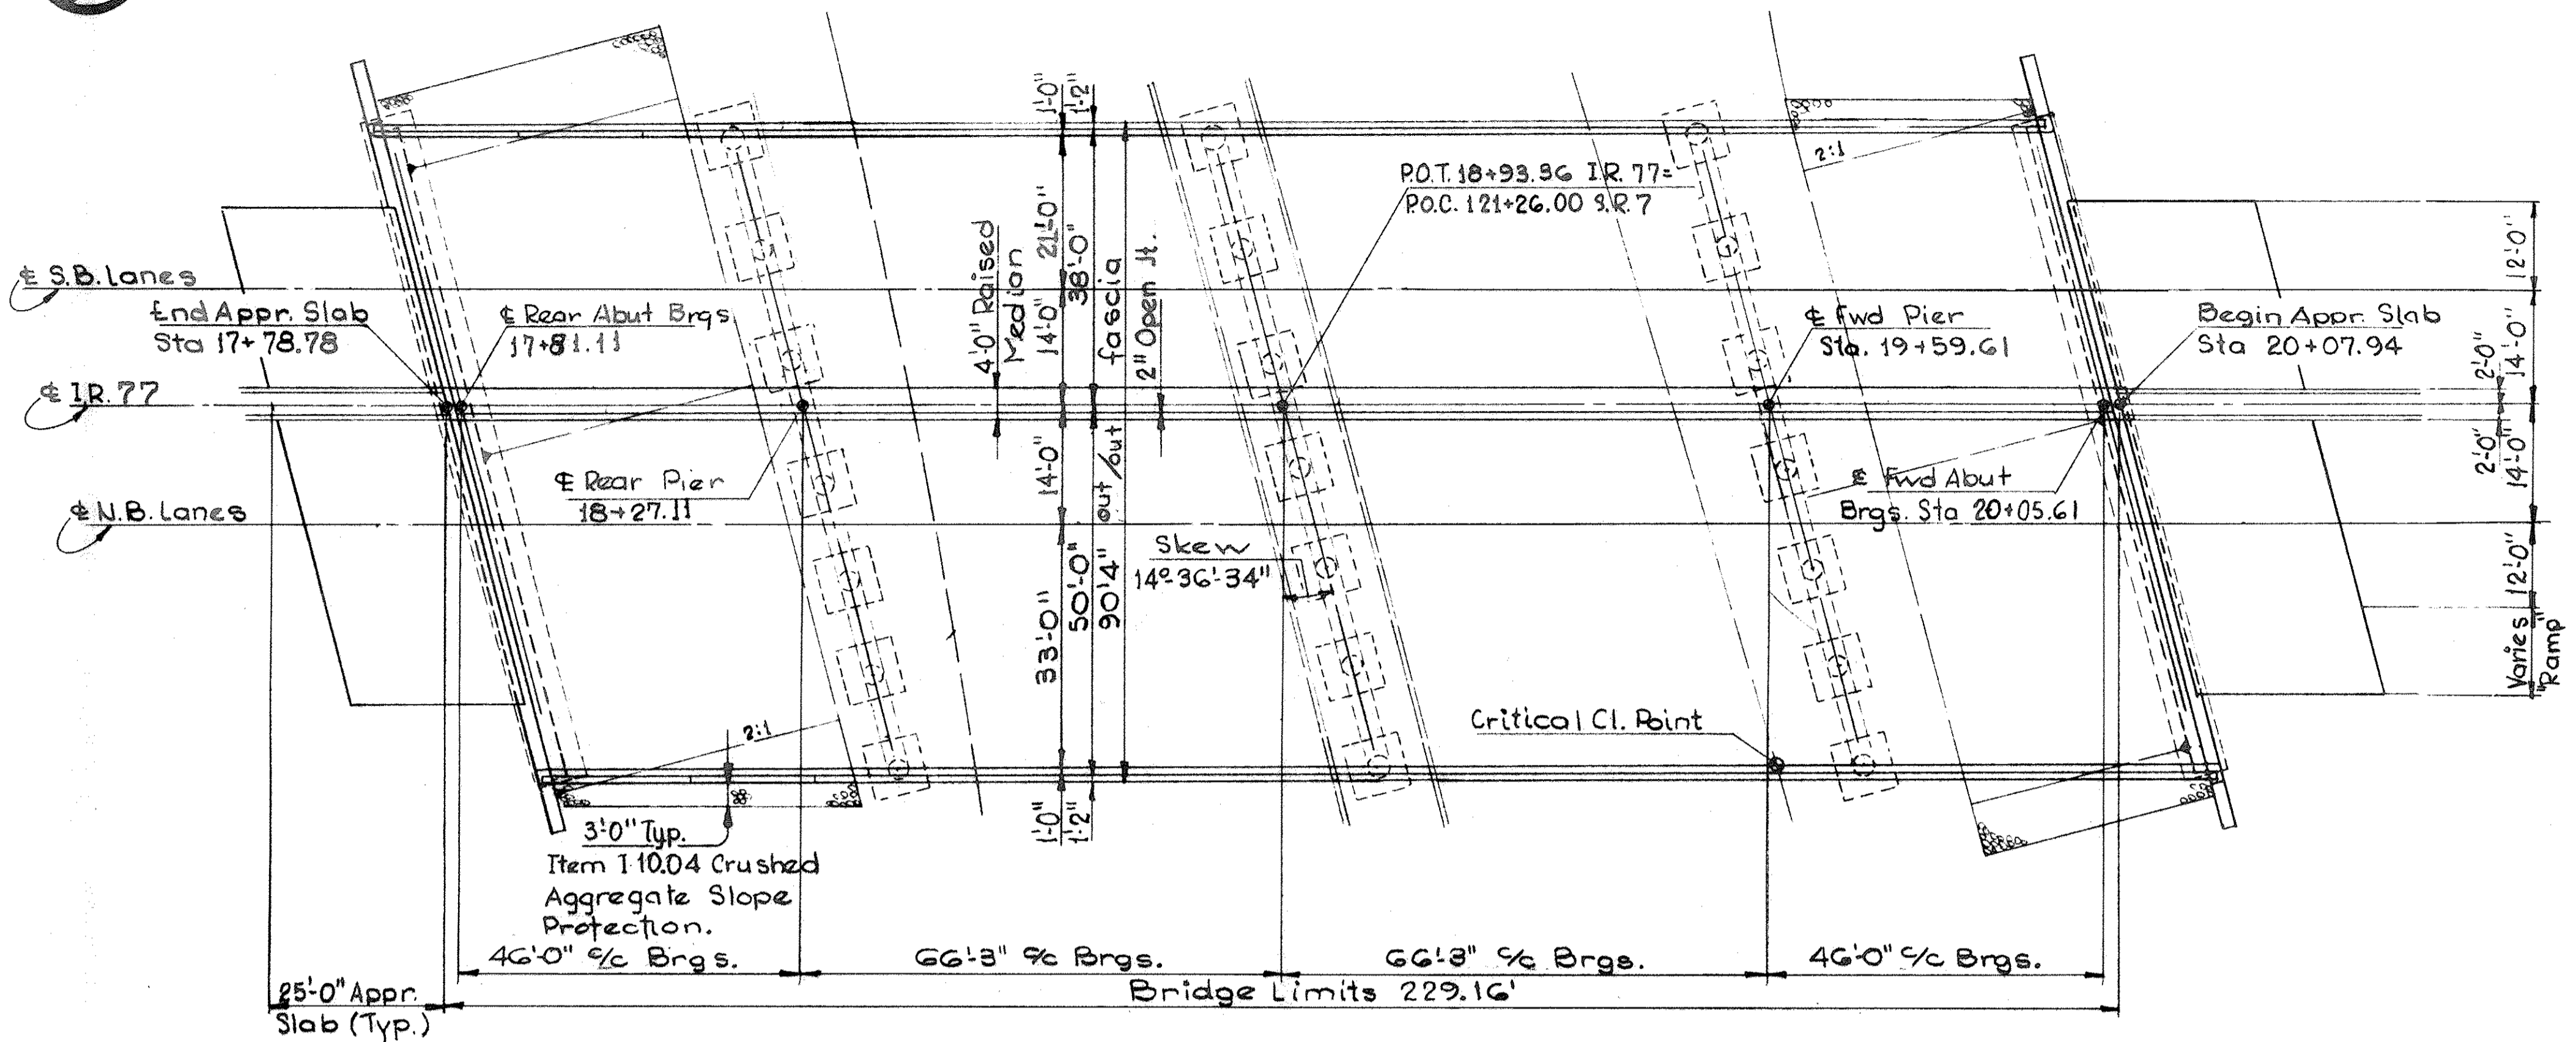 1'-0"
1'-2"
2:1
P.O.T. 18+93.36 I.R. 77=
P.O.C. 121+26.00 S.R. 7
4'-0" Raised
Median
21'-0"
14'-0"
38'-0"
fascia
2" Open Jt.
12'-0"
14'-0"
2'-0"
℄ S.B. Lanes
End Appr. Slab
Sta 17+78.78
℄ Rear Abut Brgs
17+81.11
℄ Fwd Pier
Sta. 19+59.61
Begin Appr. Slab
Sta 20+07.94
℄ I.R. 77
℄ Rear Pier
18+27.11
℄ N.B. Lanes
14'-0"
33'-0"
50'-0"
90'-4" out/out
Skew
14°-36'-34"
℄ Fwd Abut
Brgs. Sta 20+05.61
2'-0"
14'-0"
12'-0"
Varies
"Ramp"
Critical Cl. Point
2:1
1'-0"
1'-2"
3'-0" Typ.
Item I-10.04 Crushed
Aggregate Slope
Protection.
46'-0" c/c Brgs.
66'-3" c/c Brgs.
66'-3" c/c Brgs.
46'-0" c/c Brgs.
25'-0" Appr.
Slab (Typ.)
Bridge Limits 229.16'